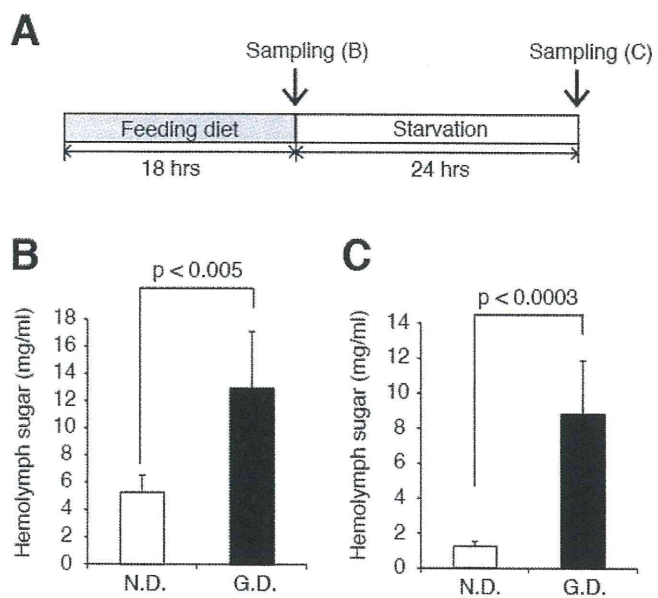 A
Sampling (B)
Sampling (C)
Feeding diet
Starvation
18 hrs
24 hrs
B
p < 0.005
Hemolymph sugar (mg/ml)
18
16
14
12
10
8
6
4
2
0
N.D.
G.D.
C
p < 0.0003
Hemolymph sugar (mg/ml)
14
12
10
8
6
4
2
0
N.D.
G.D.